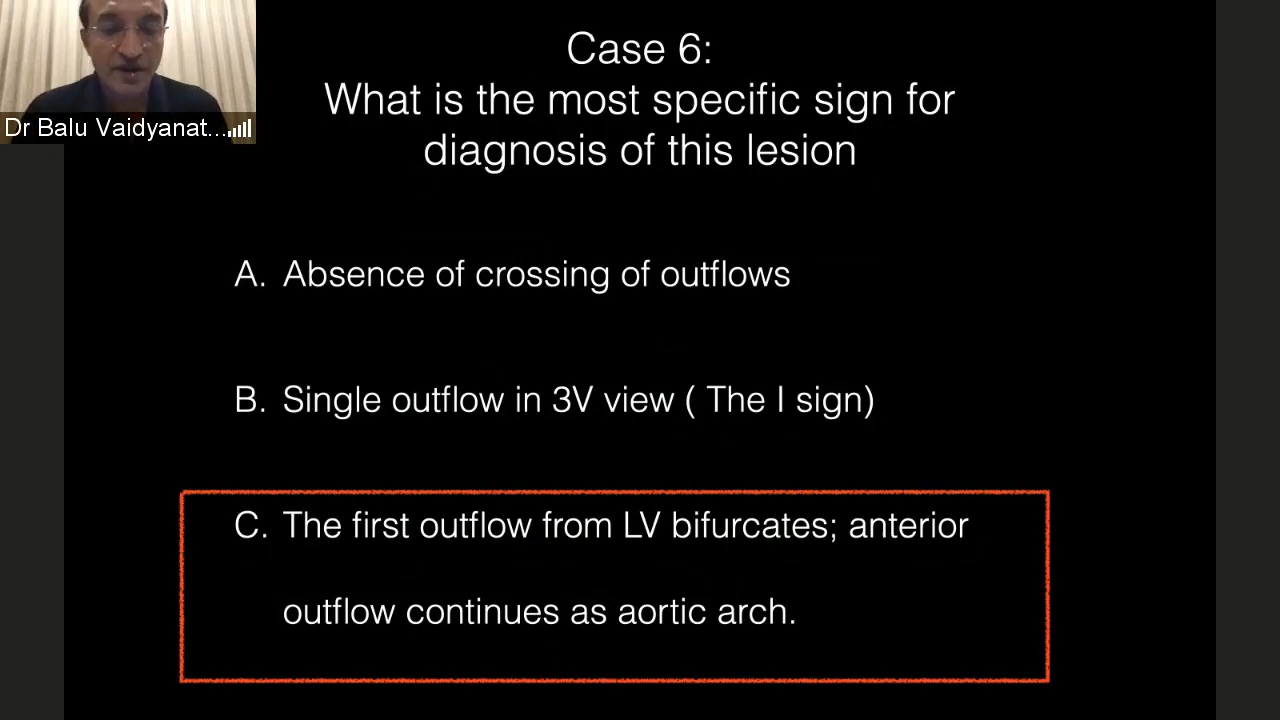 Case 6:
What is the most specific sign for
diagnosis of this lesion
Dr Balu Vaidyanat...
A. Absence of crossing of outflows
B. Single outflow in 3V view ( The I sign)
C. The first outflow from LV bifurcates; anterior
outflow continues as aortic arch.